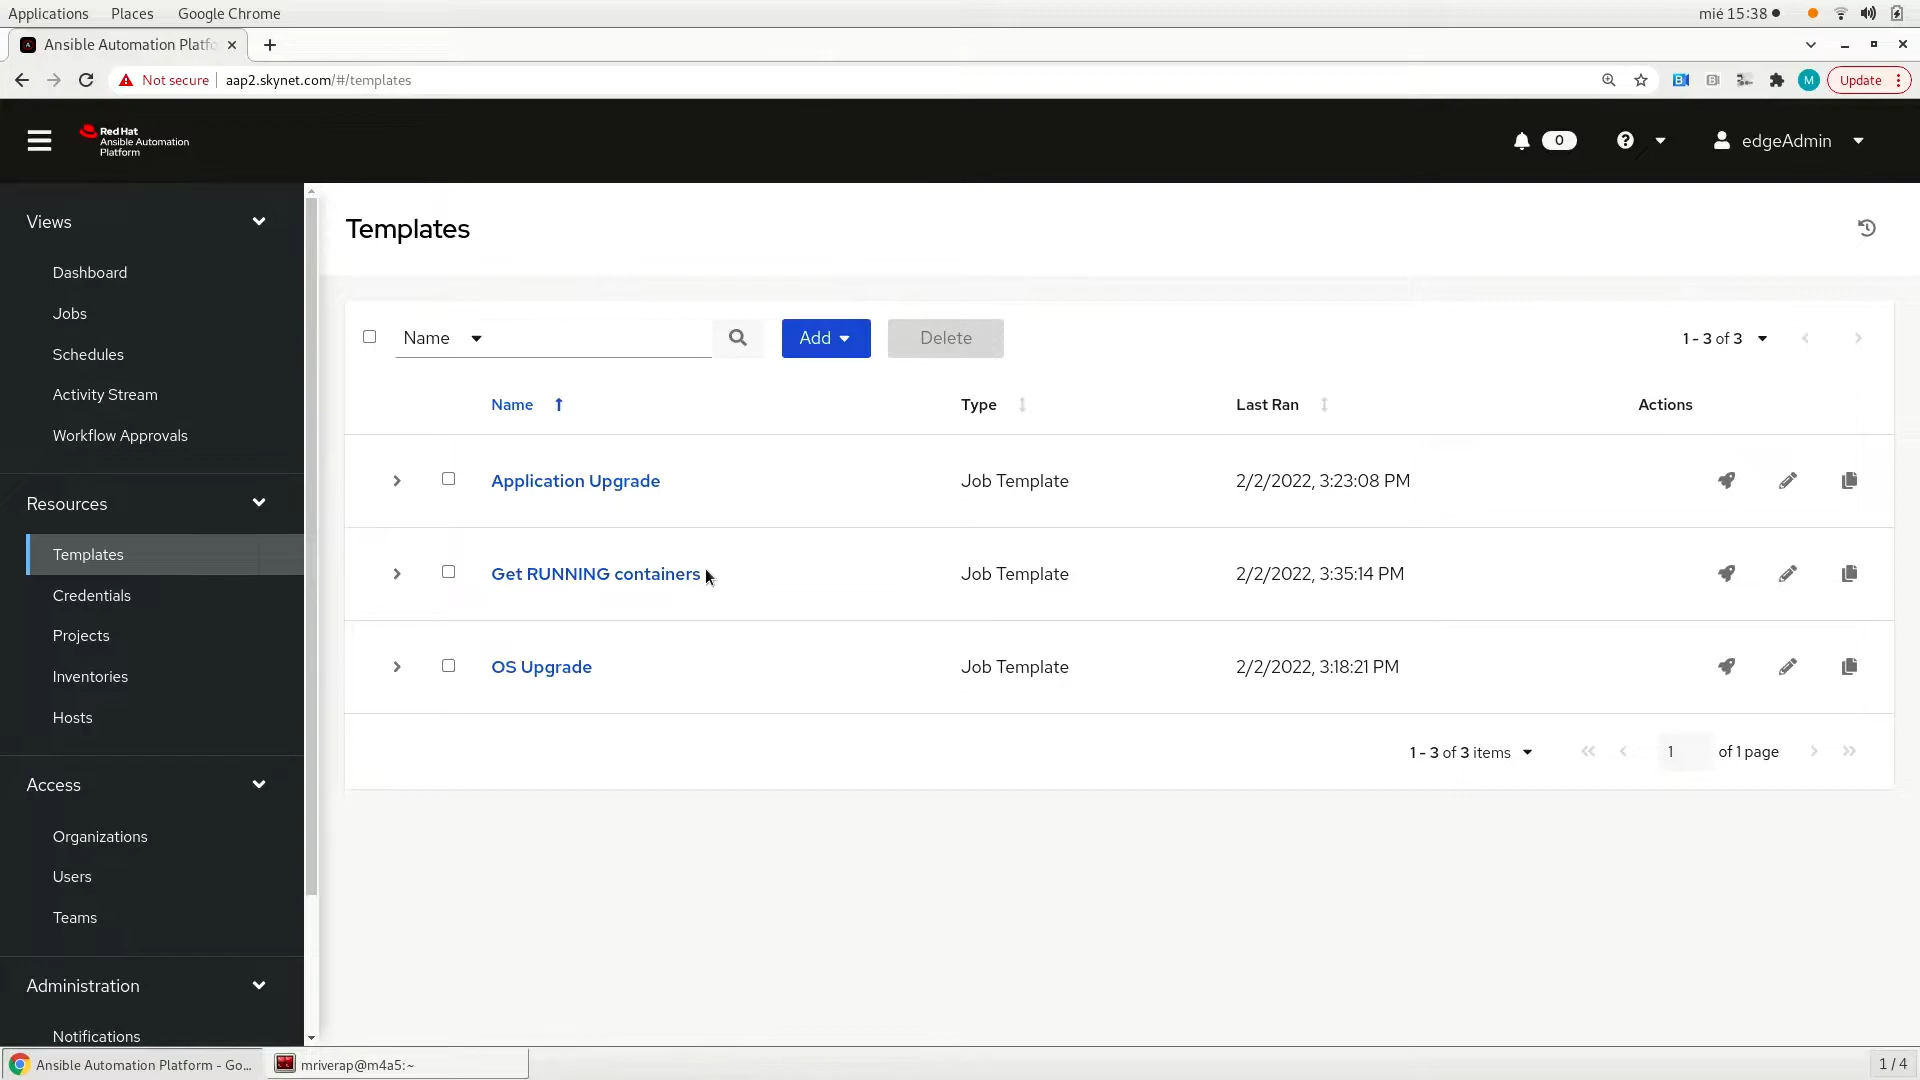 Applications Places Google Chrome mié 15:38
Ansible Automation Platfo
Not secure aap2.skynet.com/#/templates M Update
Red Hat
Ansible Automation
Platform
0 edgeAdmin
Views
Dashboard
Jobs
Schedules
Activity Stream
Workflow Approvals
Resources
Templates
Credentials
Projects
Inventories
Hosts
Access
Organizations
Users
Teams
Administration
Notifications
Templates
Name Add Delete 1 - 3 of 3
Name Type Last Ran Actions
Application Upgrade Job Template 2/2/2022, 3:23:08 PM
Get RUNNING containers Job Template 2/2/2022, 3:35:14 PM
OS Upgrade Job Template 2/2/2022, 3:18:21 PM
1 - 3 of 3 items 1 of 1 page
Ansible Automation Platform - Go... mriverap@m4a5:~ 1 / 4